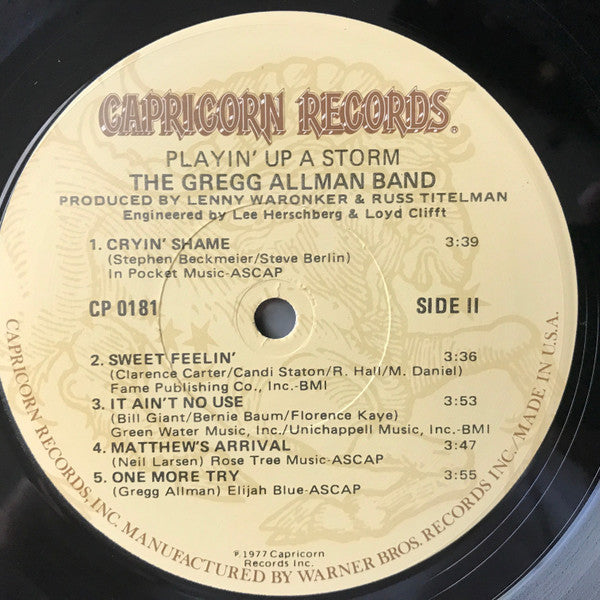 CAPRICORN RECORDS®
PLAYIN' UP A STORM
THE GREGG ALLMAN BAND
PRODUCED BY LENNY WARONKER & RUSS TITELMAN
Engineered by Lee Herschberg & Loyd Clifft
1. CRYIN' SHAME 3:39
(Stephen Beckmeier/Steve Berlin)
In Pocket Music-ASCAP
CP 0181 SIDE II
2. SWEET FEELIN' 3:36
(Clarence Carter/Candi Staton/R. Hall/M. Daniel)
Fame Publishing Co., Inc.-BMI
3. IT AIN'T NO USE 3:53
(Bill Giant/Bernie Baum/Florence Kaye)
Green Water Music, Inc./Unichappell Music, Inc.-BMI
4. MATTHEW'S ARRIVAL 3:47
(Neil Larsen) Rose Tree Music-ASCAP
5. ONE MORE TRY 3:55
(Gregg Allman) Elijah Blue-ASCAP
℗ 1977 Capricorn
Records Inc.
CAPRICORN RECORDS, INC. MANUFACTURED BY WARNER BROS. RECORDS INC./MADE IN U.S.A.